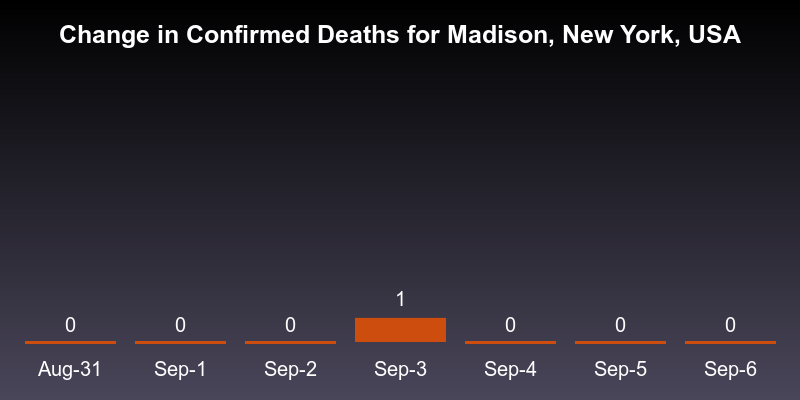 Change in Confirmed Deaths for Madison, New York, USA
0 0 0 1 0 0 0
Aug-31 Sep-1 Sep-2 Sep-3 Sep-4 Sep-5 Sep-6